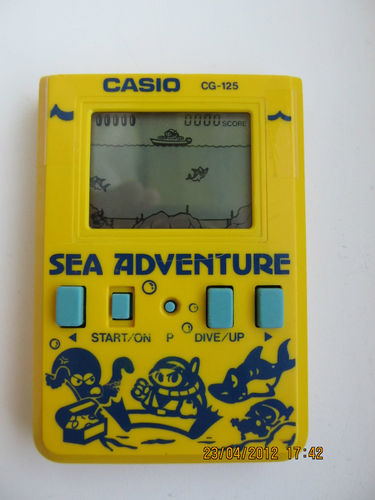 CASIO CG-125
0000 SCORE
SEA ADVENTURE
START/ON P DIVE/UP
23/04/2012 17:42